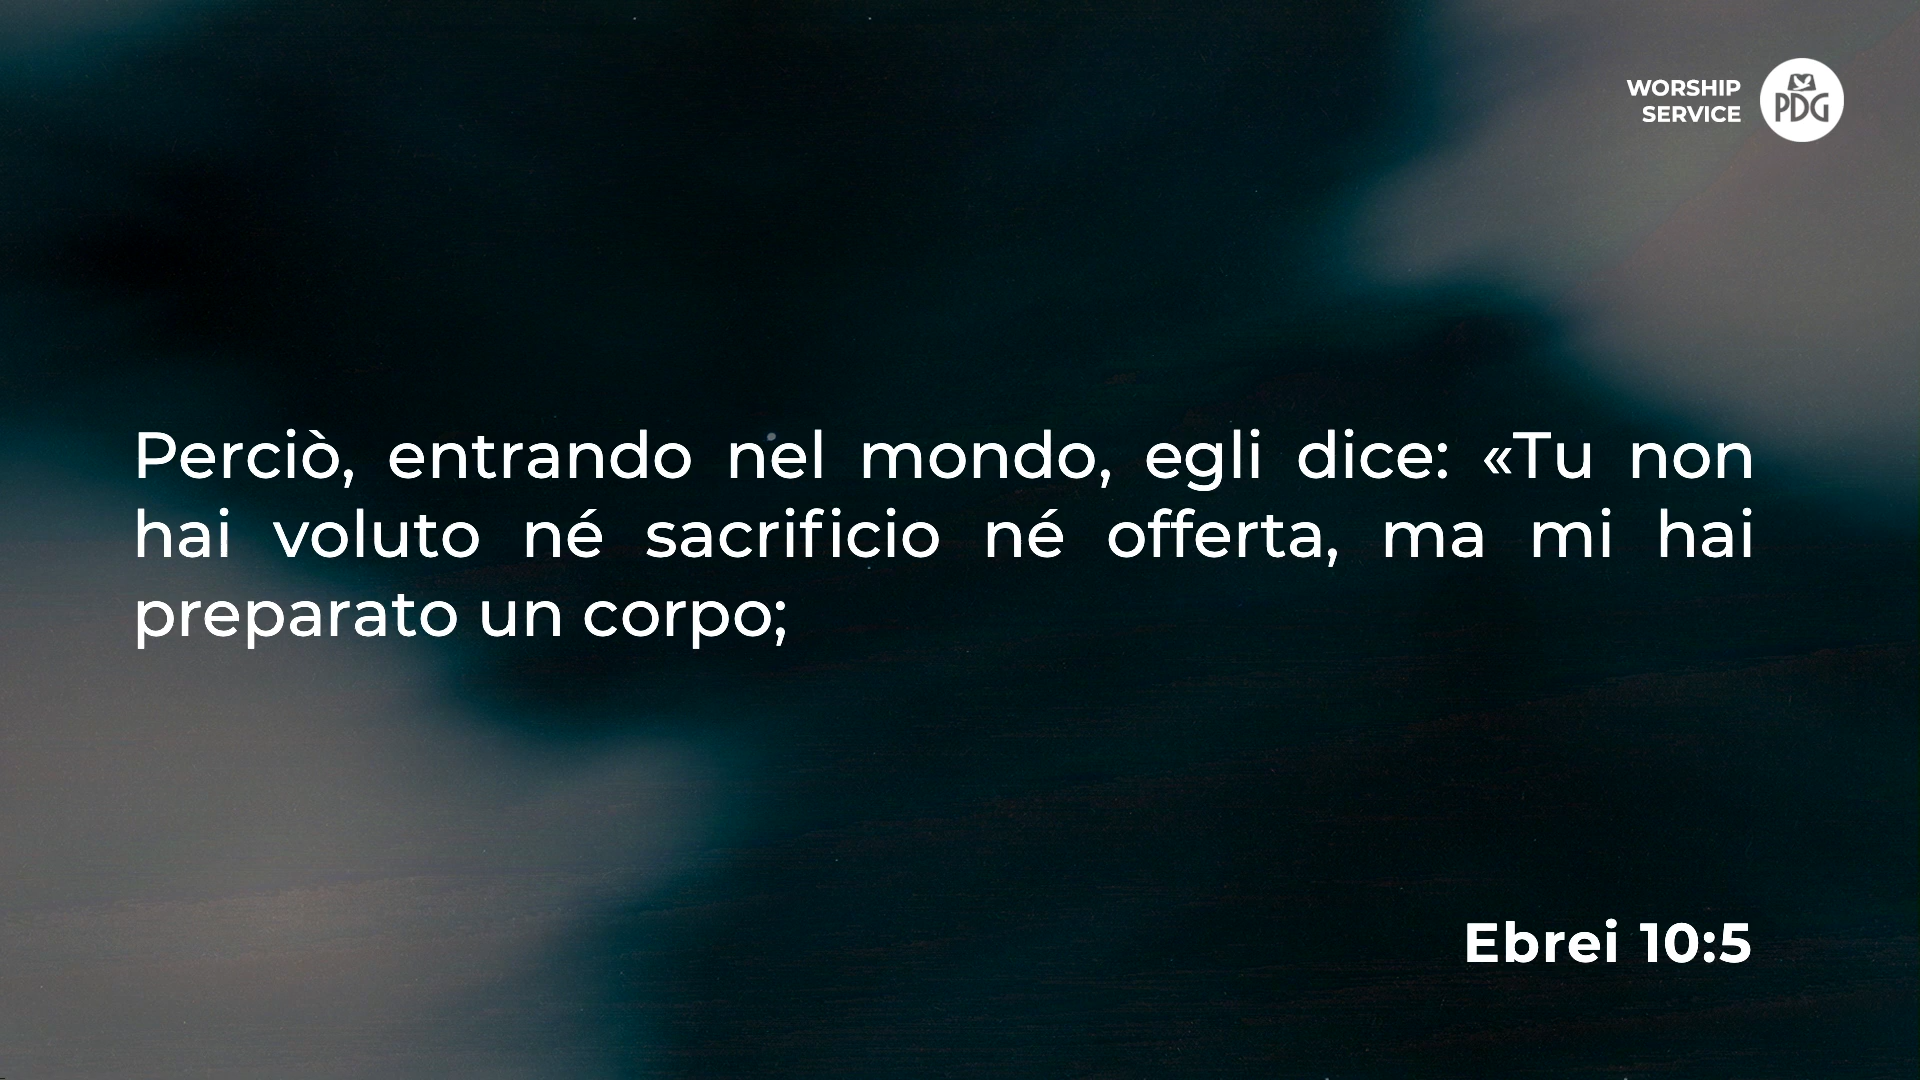 WORSHIP
SERVICE
PDG
Perciò, entrando nel mondo, egli dice: «Tu non
hai voluto né sacrificio né offerta, ma mi hai
preparato un corpo;
Ebrei 10:5